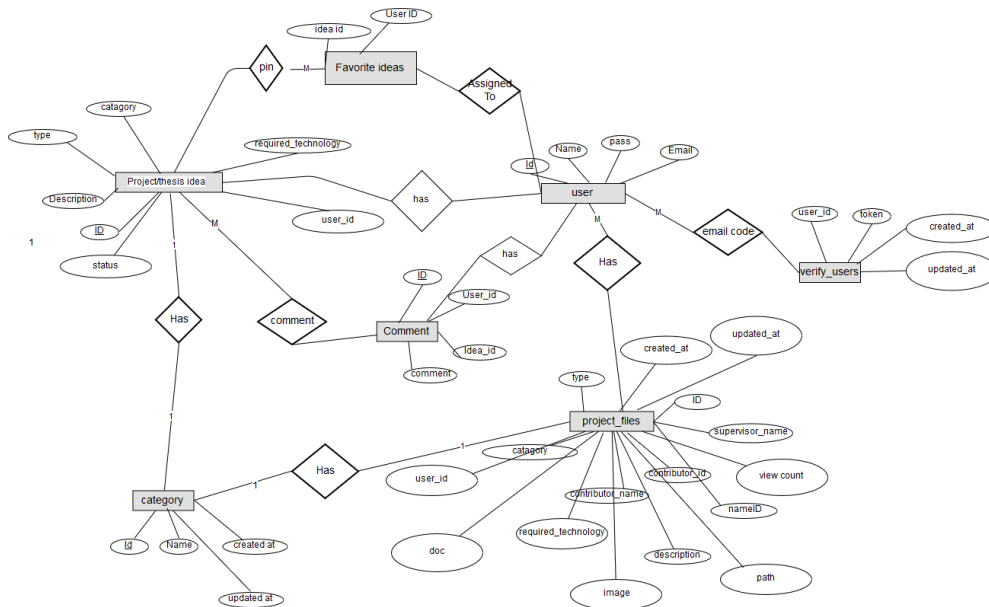 User ID
idea id
pin
M
Favorite ideas
Assigned
To
catagory
type
required_technology
Name
pass
Email
Id
Project/thesis idea
Description
has
user
user_id
ID
status
1
1
M
M
M
M
email code
user_id
token
created_at
updated_at
verify_users
has
Has
ID
User_id
Has
comment
Comment
Idea_id
comment
created_at
updated_at
type
ID
project_files
supervisor_name
1
1
Has
1
catagory
user_id
contributor_id
view count
category
1
contributor_name
nameID
required_technology
Id
Name
created at
doc
description
path
image
updated at